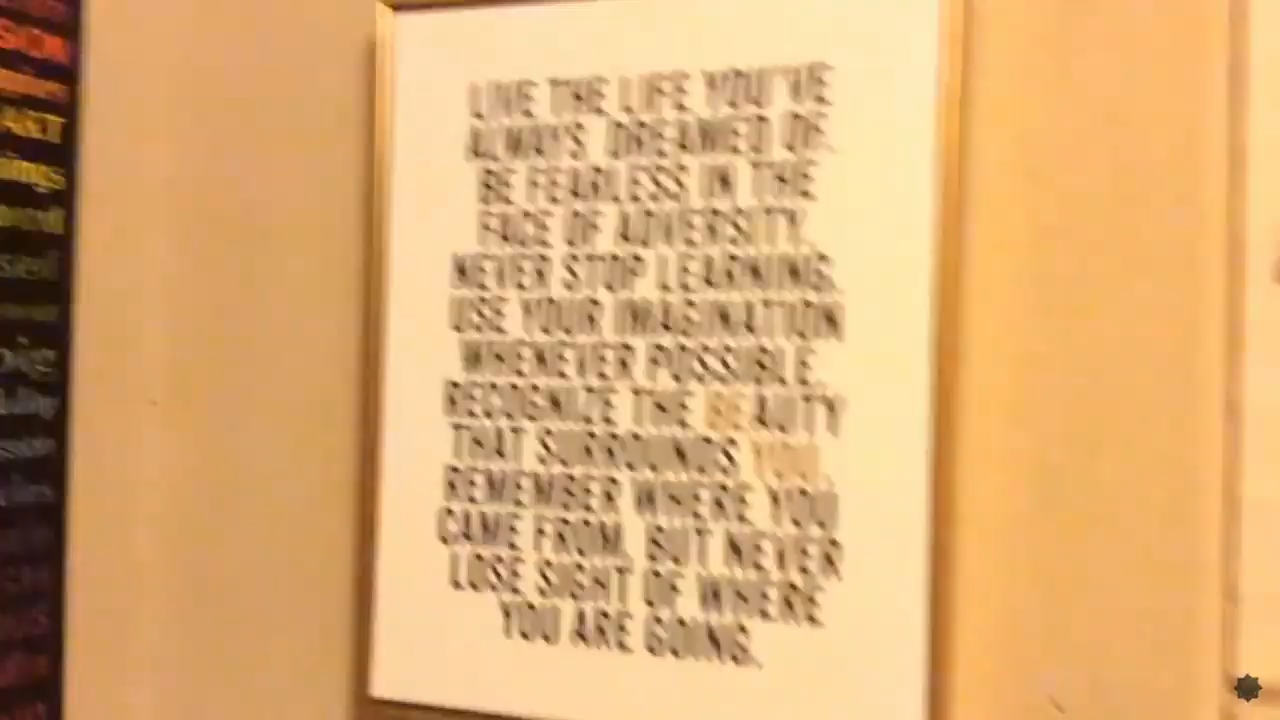 SION
ART
LIVE THE LIFE YOU'VE
ALWAYS DREAMED OF.
BE FEARLESS IN THE
FACE OF ADVERSITY.
NEVER STOP LEARNING.
USE YOUR IMAGINATION
WHENEVER POSSIBLE.
RECOGNIZE THE BEAUTY
THAT SURROUNDS YOU.
REMEMBER WHERE YOU
CAME FROM, BUT NEVER
LOSE SIGHT OF WHERE
YOU ARE GOING.